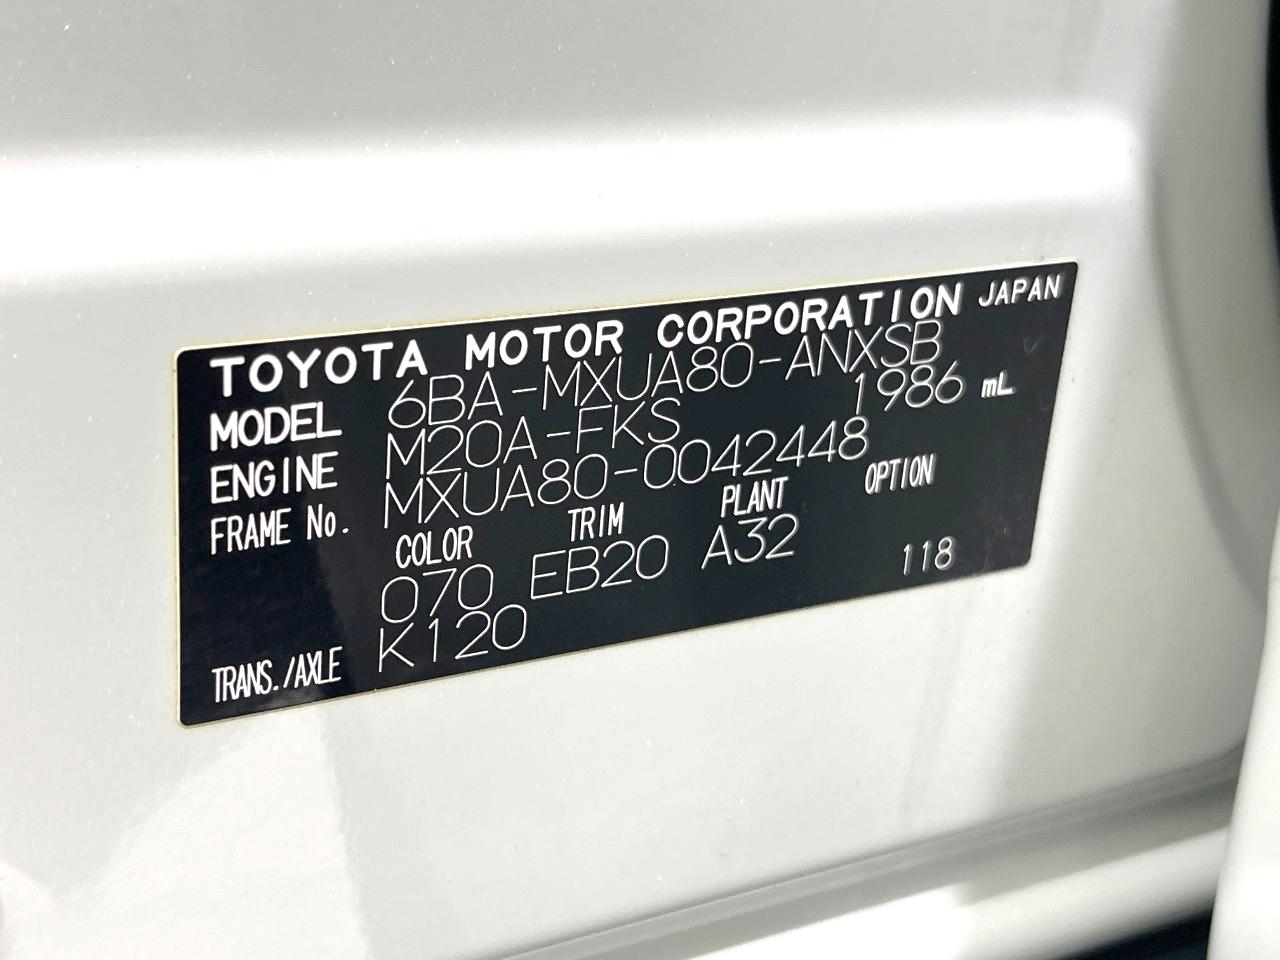 TOYOTA MOTOR CORPORATION JAPAN
MODEL 6BA-MXUA80-ANXSB
ENGINE M20A-FKS 1986 mL
FRAME No. MXUA80-0042448
COLOR TRIM PLANT OPTION
070 EB20 A32
TRANS./AXLE K120 118